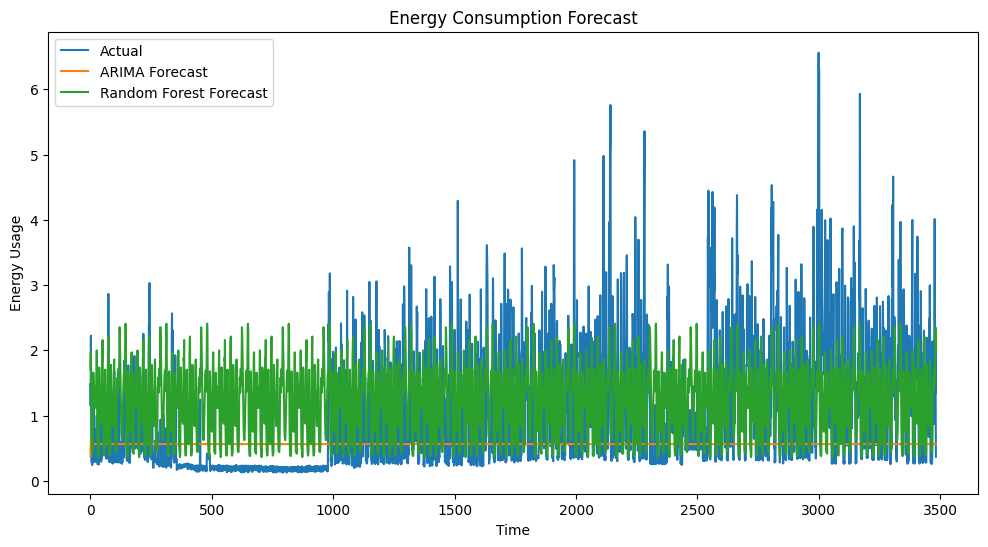 Energy Consumption Forecast
Actual
ARIMA Forecast
Random Forest Forecast
6
5
4
3
2
1
0
Energy Usage
0 500 1000 1500 2000 2500 3000 3500
Time